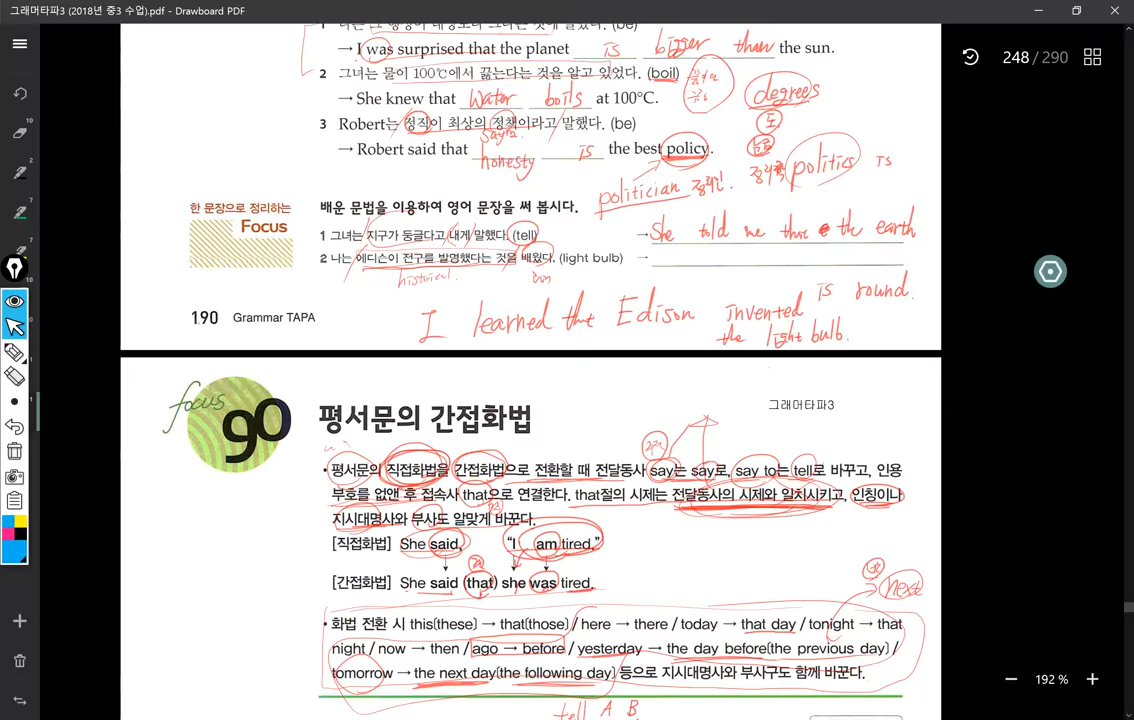 그래머타파3 (2018년 중3 수업).pdf - Drawboard PDF
248 / 290
→ I was surprised that the planet is bigger than the sun.
2 그녀는 물이 100℃에서 끓는다는 것을 알고 있었다. (boil)
→ She knew that water boils at 100°C.
degrees
도
3 Robert는 정직이 최상의 정책이라고 말했다. (be)
→ Robert said that honesty is the best policy.
politician 정치인.
정치학 politics is
한 문장으로 정리하는
Focus
배운 문법을 이용하여 영어 문장을 써 봅시다.
1 그녀는 지구가 둥글다고 내게 말했다. (tell)
→ She told me that the earth
is round.
2 나는 에디슨이 전구를 발명했다는 것을 배웠다. (light bulb)
→
historical
I learned that Edison invented
the light bulb.
190 Grammar TAPA
focus
90
평서문의 간접화법
그래머타파3
• 평서문의 직접화법을 간접화법으로 전환할 때 전달동사 say는 say로, say to는 tell로 바꾸고, 인용
부호를 없앤 후 접속사 that으로 연결한다. that절의 시제는 전달동사의 시제와 일치시키고, 인칭이나
지시대명사와 부사도 알맞게 바꾼다.
[직접화법] She said, "I am tired."
[간접화법] She said (that) she was tired.
next
• 화법 전환 시 this(these) → that(those) / here → there / today → that day / tonight → that
night / now → then / ago → before / yesterday → the day before(the previous day) /
tomorrow → the next day(the following day) 등으로 지시대명사와 부사구도 함께 바꾼다.
tell A B
192 %